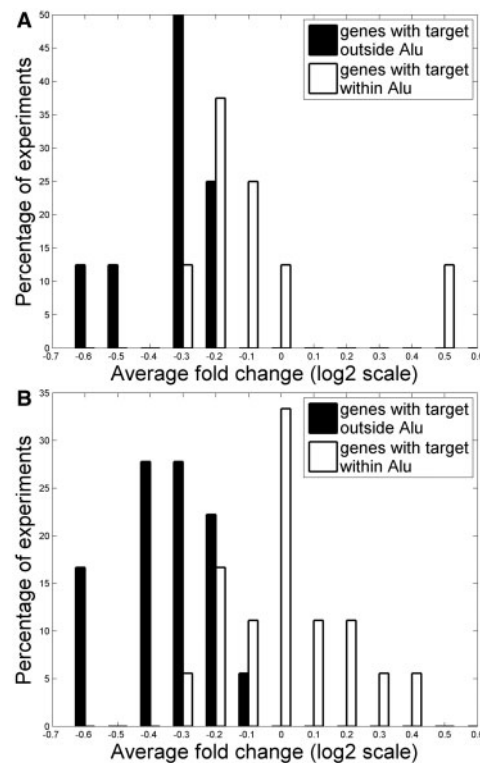 A
50
45
40
35
30
25
20
15
10
5
0
Percentage of experiments
genes with target
outside Alu
genes with target
within Alu
-0.7 -0.6 -0.5 -0.4 -0.3 -0.2 -0.1 0 0.1 0.2 0.3 0.4 0.5 0.6
Average fold change (log2 scale)
B
35
30
25
20
15
10
5
0
Percentage of experiments
genes with target
outside Alu
genes with target
within Alu
-0.7 -0.6 -0.5 -0.4 -0.3 -0.2 -0.1 0 0.1 0.2 0.3 0.4 0.5 0.6
Average fold change (log2 scale)